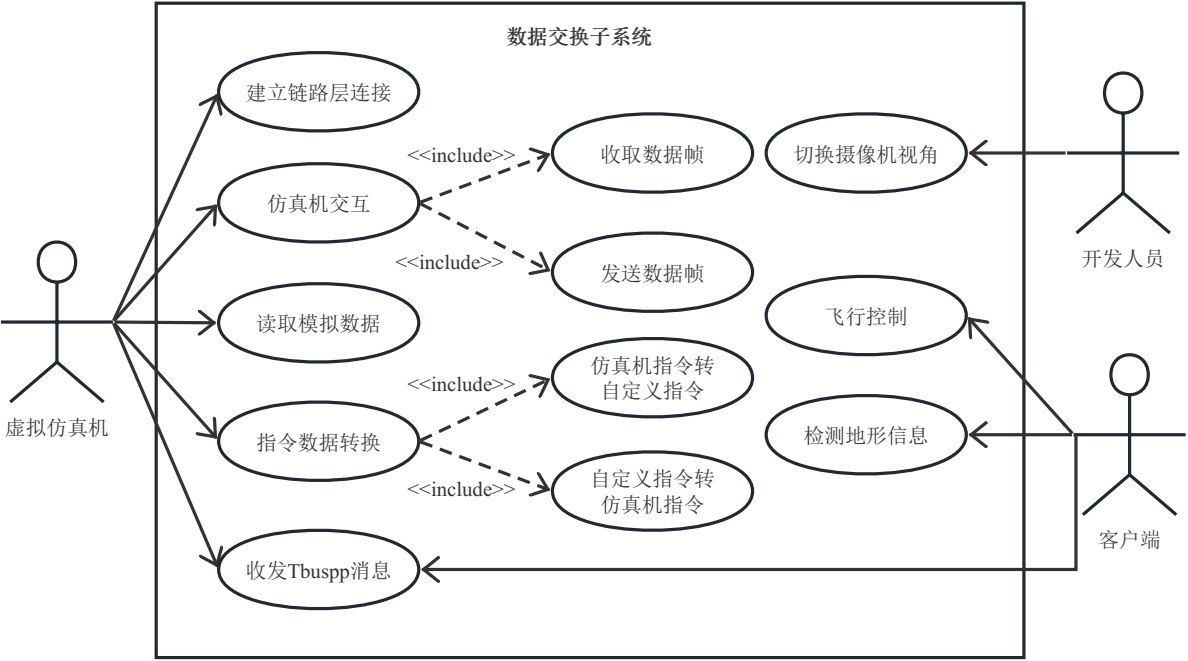 数据交换子系统
建立链路层连接
<<include>>
收取数据帧
切换摄像机视角
仿真机交互
<<include>>
发送数据帧
开发人员
读取模拟数据
飞行控制
<<include>>
仿真机指令转
自定义指令
虚拟仿真机
指令数据转换
检测地形信息
<<include>>
自定义指令转
仿真机指令
客户端
收发Tbuspp消息